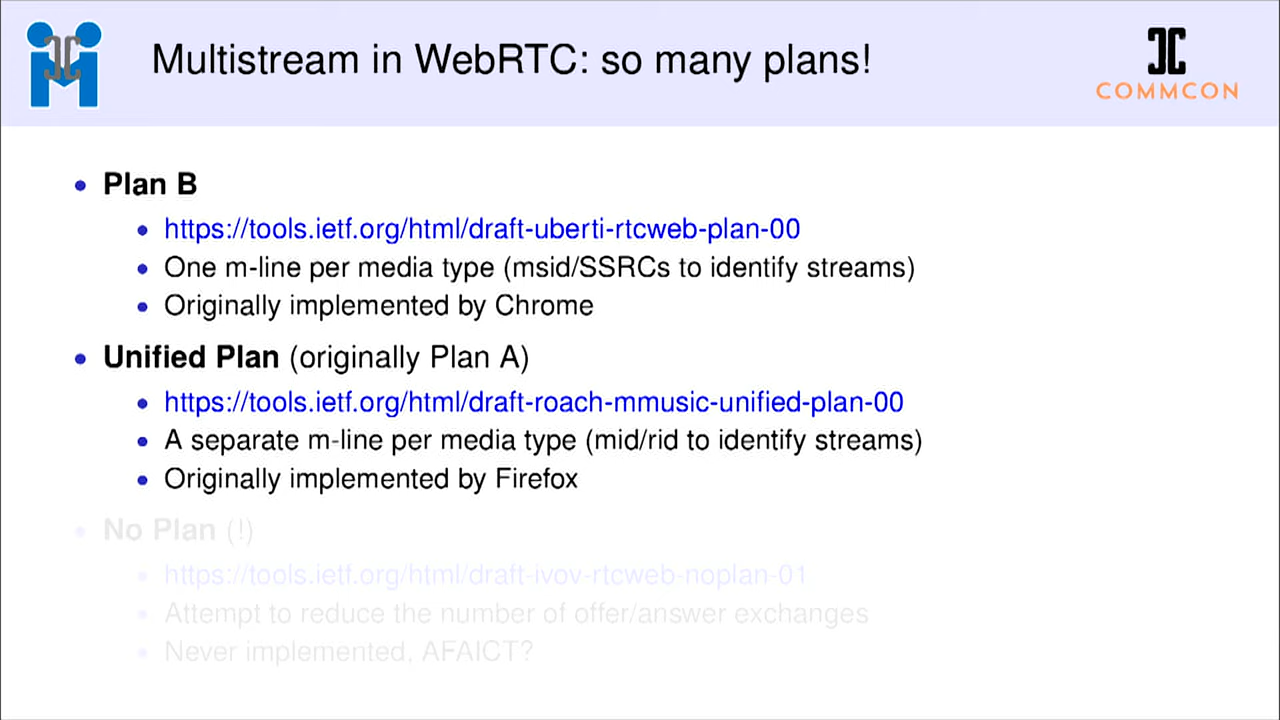 Multistream in WebRTC: so many plans!
COMMCON
Plan B
https://tools.ietf.org/html/draft-uberti-rtcweb-plan-00
One m-line per media type (msid/SSRCs to identify streams)
Originally implemented by Chrome
Unified Plan (originally Plan A)
https://tools.ietf.org/html/draft-roach-mmusic-unified-plan-00
A separate m-line per media type (mid/rid to identify streams)
Originally implemented by Firefox
No Plan (!)
https://tools.ietf.org/html/draft-ivov-rtcweb-noplan-01
Attempt to reduce the number of offer/answer exchanges
Never implemented, AFAICT?